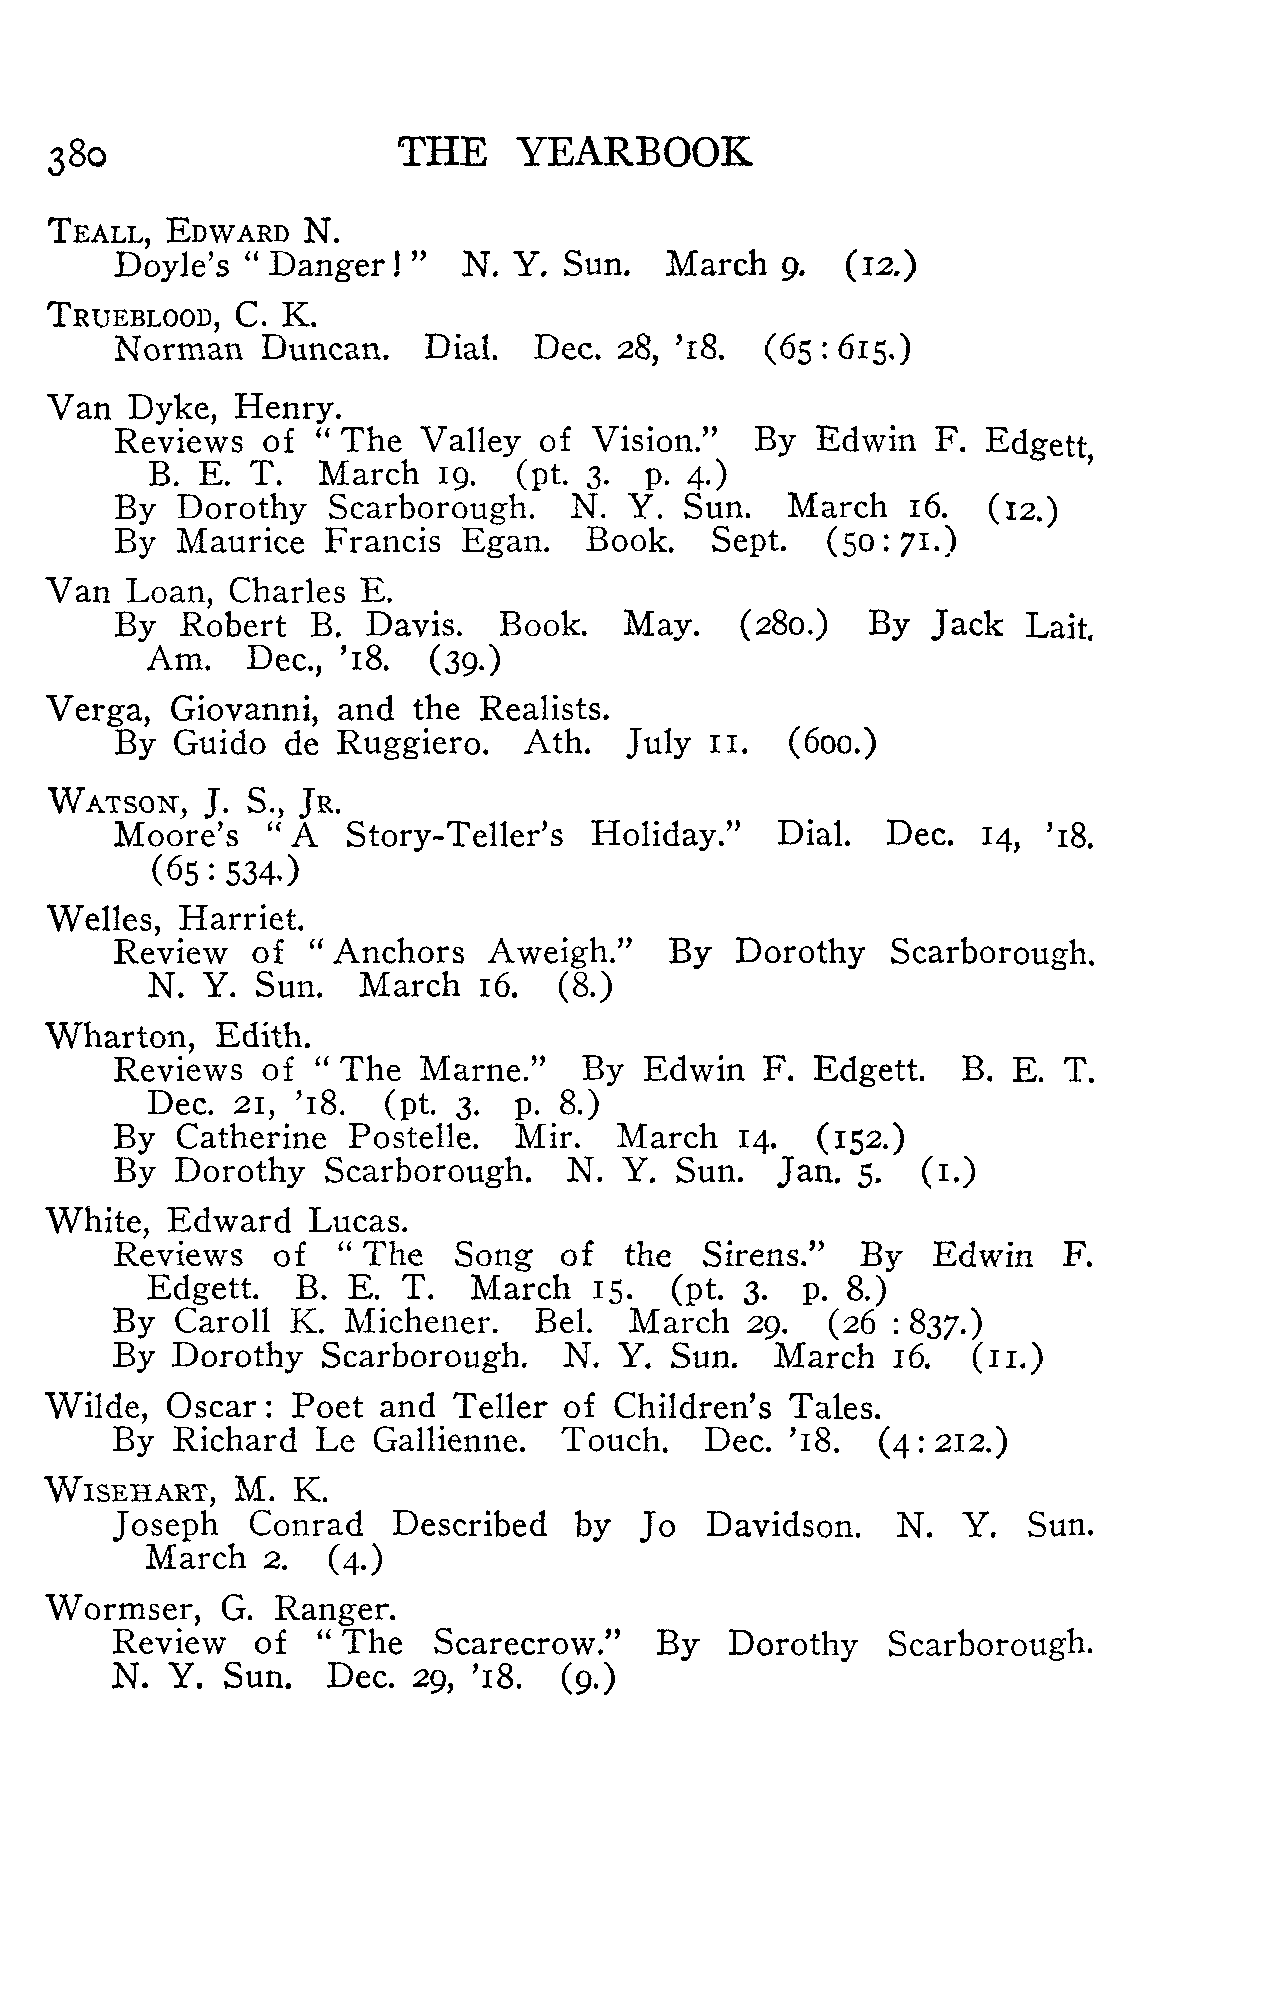 380 THE YEARBOOK
TEALL, EDWARD N.
Doyle's "Danger!" N. Y. Sun. March 9. (12.)
TRUEBLOOD, C. K.
Norman Duncan. Dial. Dec. 28, '18. (65:615.)
Van Dyke, Henry.
Reviews of "The Valley of Vision." By Edwin F. Edgett,
B. E. T. March 19. (pt. 3. p. 4.)
By Dorothy Scarborough. N. Y. Sun. March 16. (12.)
By Maurice Francis Egan. Book. Sept. (50:71.)
Van Loan, Charles E.
By Robert B. Davis. Book. May. (280.) By Jack Lait.
Am. Dec., '18. (39.)
Verga, Giovanni, and the Realists.
By Guido de Ruggiero. Ath. July 11. (600.)
WATSON, J. S., JR.
Moore's "A Story-Teller's Holiday." Dial. Dec. 14, '18.
(65:534.)
Welles, Harriet.
Review of "Anchors Aweigh." By Dorothy Scarborough.
N. Y. Sun. March 16. (8.)
Wharton, Edith.
Reviews of "The Marne." By Edwin F. Edgett. B. E. T.
Dec. 21, '18. (pt. 3. p. 8.)
By Catherine Postelle. Mir. March 14. (152.)
By Dorothy Scarborough. N. Y. Sun. Jan. 5. (1.)
White, Edward Lucas.
Reviews of "The Song of the Sirens." By Edwin F.
Edgett. B. E. T. March 15. (pt. 3. p. 8.)
By Caroll K. Michener. Bel. March 29. (26:837.)
By Dorothy Scarborough. N. Y. Sun. March 16. (11.)
Wilde, Oscar: Poet and Teller of Children's Tales.
By Richard Le Gallienne. Touch. Dec. '18. (4:212.)
WISEHART, M. K.
Joseph Conrad Described by Jo Davidson. N. Y. Sun.
March 2. (4.)
Wormser, G. Ranger.
Review of "The Scarecrow." By Dorothy Scarborough.
N. Y. Sun. Dec. 29, '18. (9.)